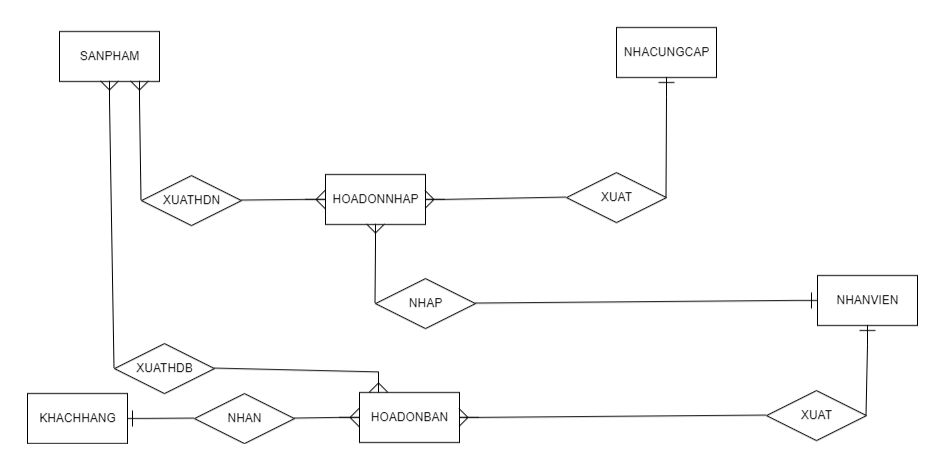 SANPHAM
NHACUNGCAP
XUATHDN
HOADONNHAP
XUAT
NHAP
NHANVIEN
XUATHDB
KHACHHANG
NHAN
HOADONBAN
XUAT